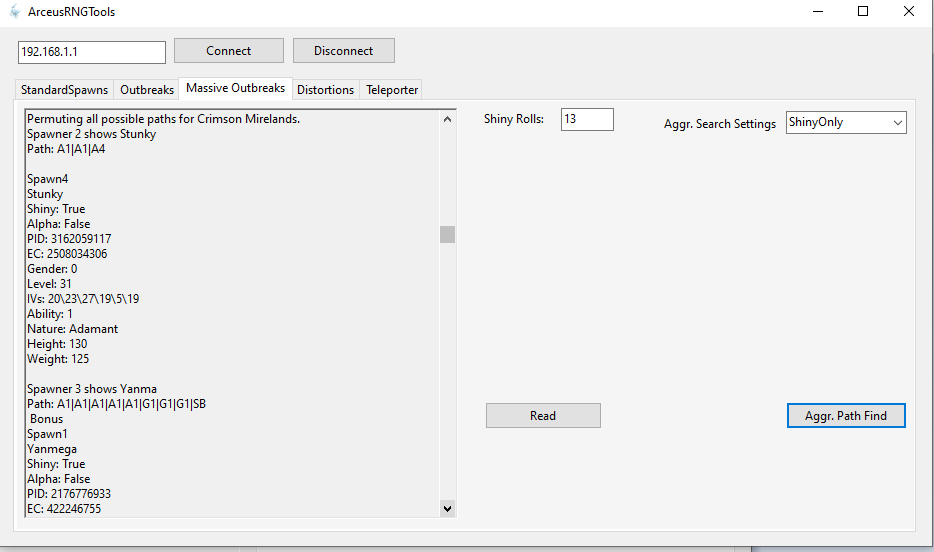 ArceusRNGTools
192.168.1.1
Connect
Disconnect
StandardSpawns
Outbreaks
Massive Outbreaks
Distortions
Teleporter
Permuting all possible paths for Crimson Mirelands.
Spawner 2 shows Stunky
Path: A1|A1|A4
Spawn4
Stunky
Shiny: True
Alpha: False
PID: 3162059117
EC: 2508034306
Gender: 0
Level: 31
IVs: 20\23\27\19\5\19
Ability: 1
Nature: Adamant
Height: 130
Weight: 125
Spawner 3 shows Yanma
Path: A1|A1|A1|A1|A1|G1|G1|G1|SB
Bonus
Spawn1
Yanmega
Shiny: True
Alpha: False
PID: 2176776933
EC: 422246755
Shiny Rolls:
13
Aggr. Search Settings
ShinyOnly
Read
Aggr. Path Find